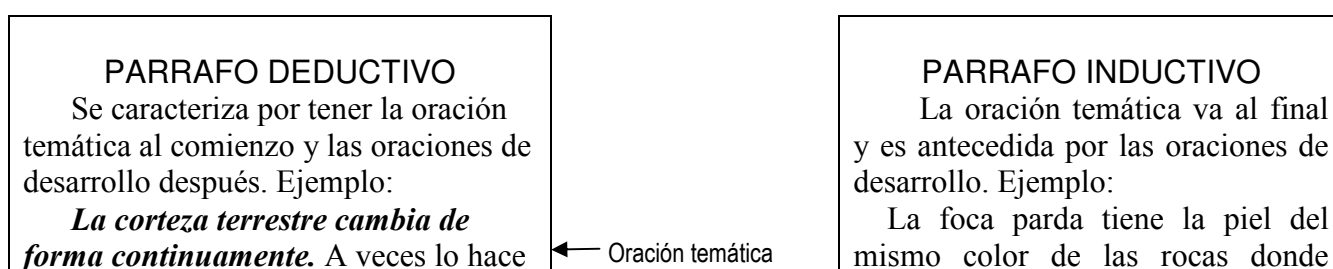 PARRAFO DEDUCTIVO
Se caracteriza por tener la oración
temática al comienzo y las oraciones de
desarrollo después. Ejemplo:
La corteza terrestre cambia de
forma continuamente. A veces lo hace
Oración temática
PARRAFO INDUCTIVO
La oración temática va al final
y es antecedida por las oraciones de
desarrollo. Ejemplo:
La foca parda tiene la piel del
mismo color de las rocas donde